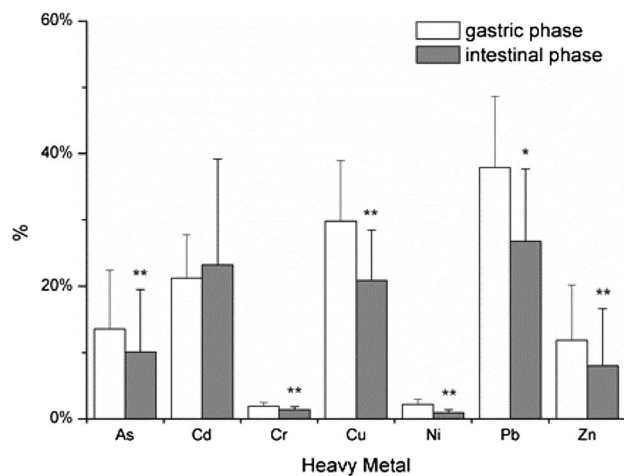 60%
gastric phase
intestinal phase
40%
%
*
**
20%
**
**
**
**
0%
As Cd Cr Cu Ni Pb Zn
Heavy Metal